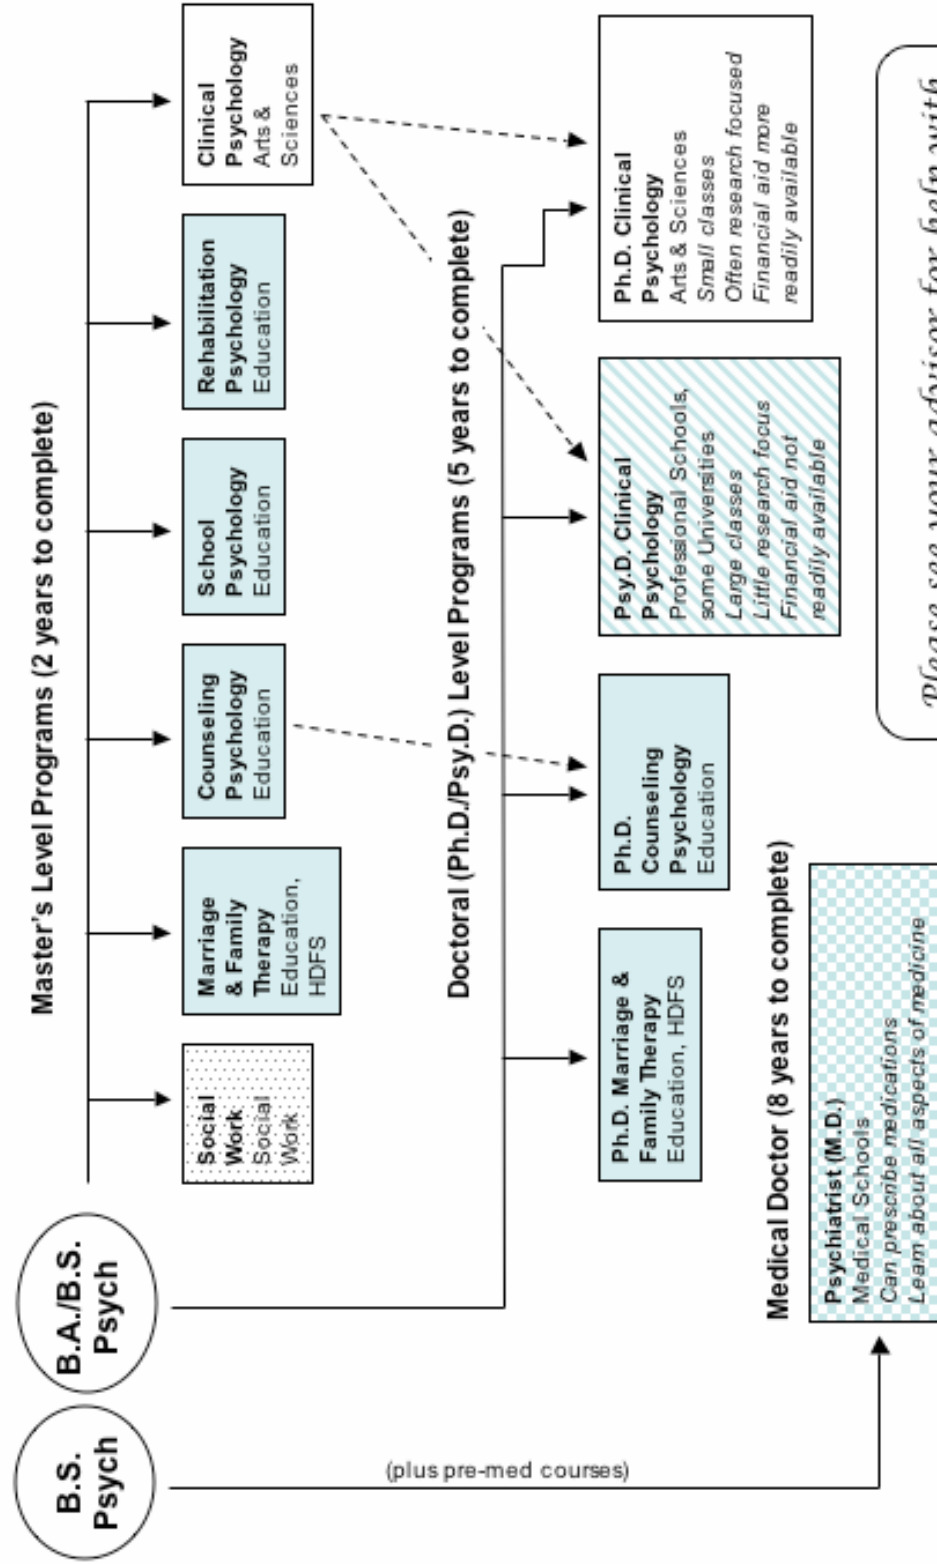 B.S.
Psych
B.A./B.S.
Psych
Master's Level Programs (2 years to complete)
Social
Work
Social
Work
Marriage
& Family
Therapy
Education,
HDFS
Counseling
Psychology
Education
School
Psychology
Education
Rehabilitation
Psychology
Education
Clinical
Psychology
Arts &
Sciences
Doctoral (Ph.D./Psy.D.) Level Programs (5 years to complete)
Ph.D. Marriage &
Family Therapy
Education, HDFS
Ph.D.
Counseling
Psychology
Education
Psy.D. Clinical
Psychology
Professional Schools,
some Universities
Large classes
Little research focus
Financial aid not
readily available
Ph.D. Clinical
Psychology
Arts & Sciences
Small classes
Often research focused
Financial aid more
readily available
(plus pre-med courses)
Medical Doctor (8 years to complete)
Psychiatrist (M.D.)
Medical Schools
Can prescribe medications
Learn about all aspects of medicine
Please see your advisor for help with